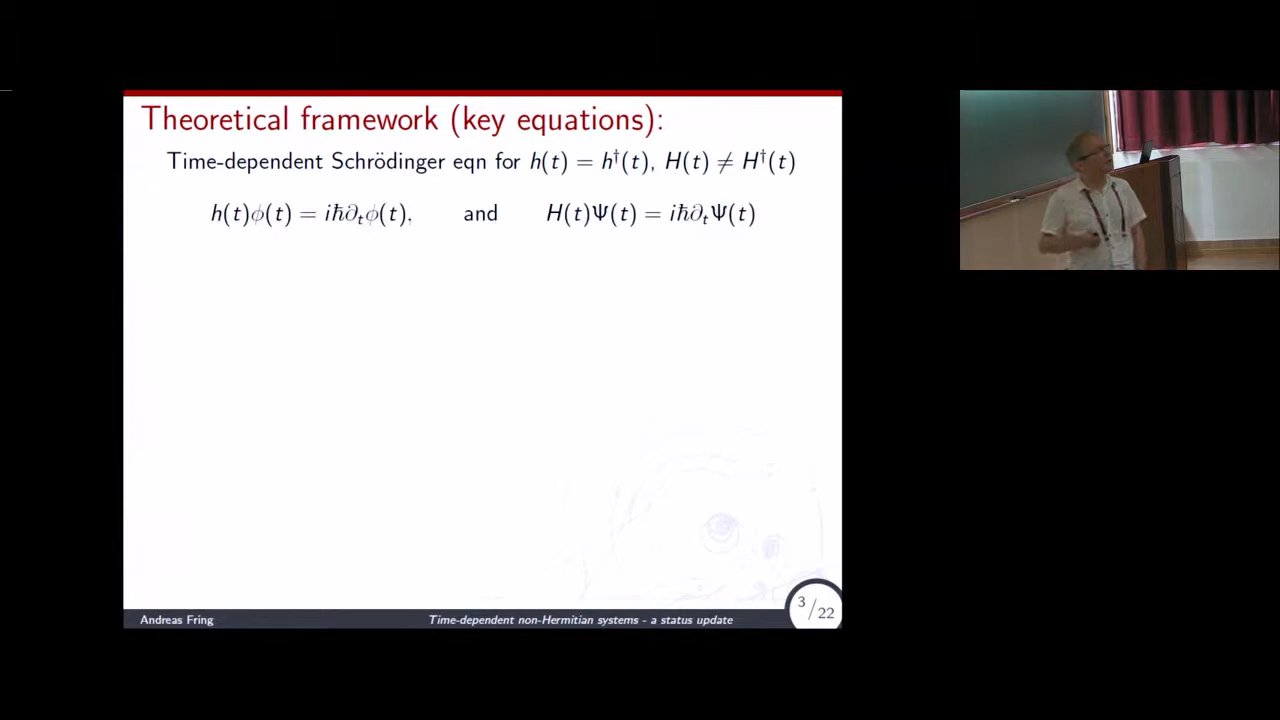 Theoretical framework (key equations):
Time-dependent Schrödinger eqn for h(t) = h†(t), H(t) ≠ H†(t)
h(t)ϕ(t) = iħ∂ₜϕ(t), and H(t)Ψ(t) = iħ∂ₜΨ(t)
Andreas Fring Time-dependent non-Hermitian systems - a status update 3/22